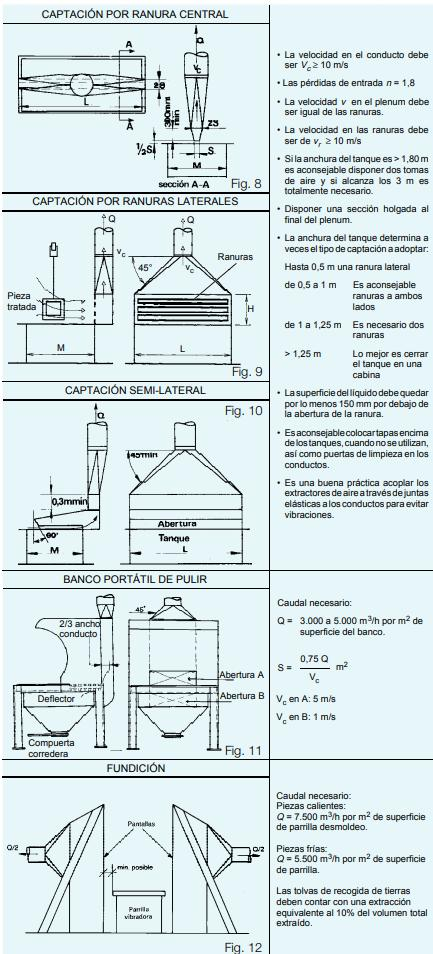 CAPTACIÓN POR RANURA CENTRAL
A
A
L
2B
300mm
min
Q
Vc
½S
S
M
sección A-A
Fig. 8
CAPTACIÓN POR RANURAS LATERALES
Q
Vc
Pieza
tratada
M
Q
45°
Vc
Ranuras
H
L
Fig. 9
CAPTACIÓN SEMI-LATERAL
Fig. 10
Q
0,3mmin
60°
M
45°min
Abertura
Tanque
L
• La velocidad en el conducto debe
ser Vc ≥ 10 m/s
• Las pérdidas de entrada n = 1,8
• La velocidad v en el plenum debe
ser igual de las ranuras.
• La velocidad en las ranuras debe
ser de vr ≥ 10 m/s
• Si la anchura del tanque es > 1,80 m
es aconsejable disponer dos tomas
de aire y si alcanza los 3 m es
totalmente necesario.
• Disponer una sección holgada al
final del plenum.
• La anchura del tanque determina a
veces el tipo de captación a adoptar:
Hasta 0,5 m una ranura lateral
de 0,5 a 1 m Es aconsejable
ranuras a ambos
lados
de 1 a 1,25 m Es necesario dos
ranuras
> 1,25 m Lo mejor es cerrar
el tanque en una
cabina
• La superficie del líquido debe quedar
por lo menos 150 mm por debajo de
la abertura de la ranura.
• Es aconsejable colocar tapas encima
de los tanques, cuando no se utilizan,
así como puertas de limpieza en los
conductos.
• Es una buena práctica acoplar los
extractores de aire a través de juntas
elásticas a los conductos para evitar
vibraciones.
BANCO PORTÁTIL DE PULIR
2/3 ancho
conducto
Deflector
Compuerta
corredera
45°
Abertura A
Abertura B
Fig. 11
Caudal necesario:
Q = 3.000 a 5.000 m³/h por m² de
superficie del banco.
S = 0,75 Q / Vc m²
Vc en A: 5 m/s
Vc en B: 1 m/s
FUNDICIÓN
Q/2
Pantallas
Q/2
min. posible
Parrilla
vibradora
Fig. 12
Caudal necesario:
Piezas calientes:
Q = 7.500 m³/h por m² de superficie
de parrilla desmoldeo.
Piezas frías:
Q = 5.500 m³/h por m² de superficie
de parrilla.
Las tolvas de recogida de tierras
deben contar con una extracción
equivalente al 10% del volumen total
extraído.